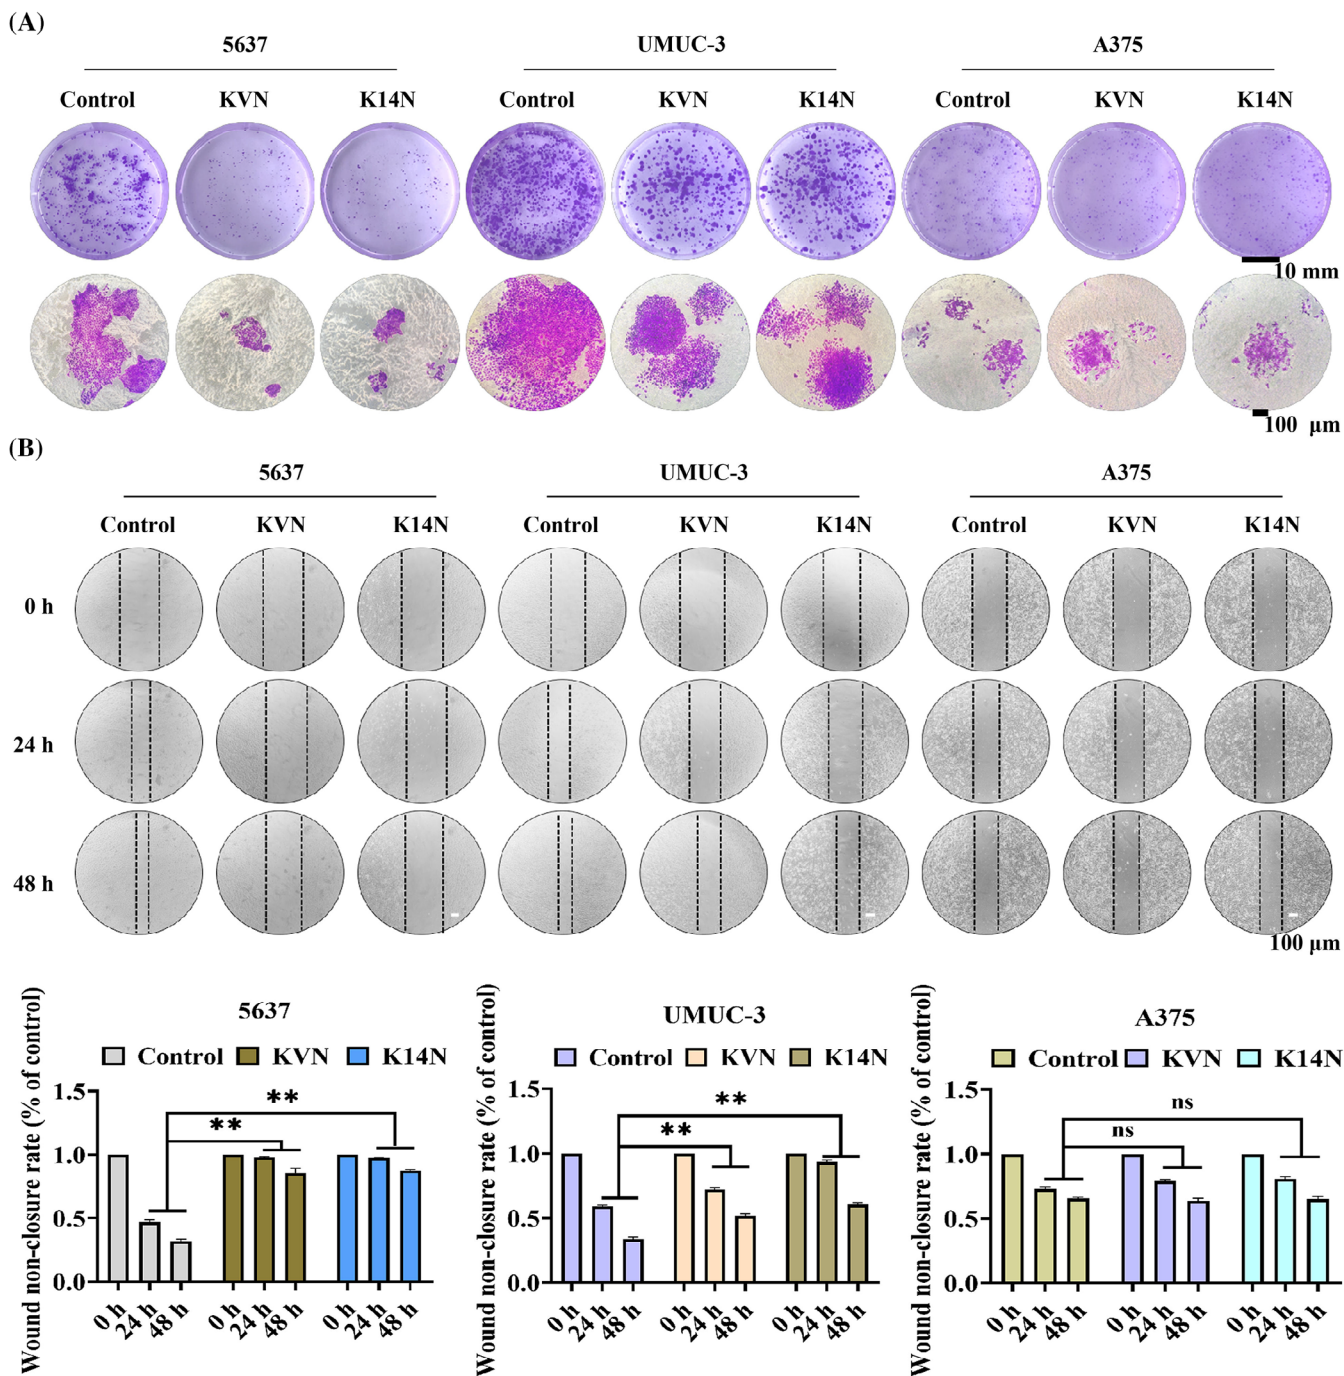 (A)
5637 UMUC-3 A375
Control KVN K14N Control KVN K14N Control KVN K14N
10 mm
100 μm
(B)
5637 UMUC-3 A375
Control KVN K14N Control KVN K14N Control KVN K14N
0 h
24 h
48 h
100 μm
Wound non-closure rate (% of control)
5637
Control KVN K14N
1.5
1.0
0.5
0.0
**
**
0 h 24 h 48 h 0 h 24 h 48 h 0 h 24 h 48 h
Wound non-closure rate (% of control)
UMUC-3
Control KVN K14N
1.5
1.0
0.5
0.0
**
**
0 h 24 h 48 h 0 h 24 h 48 h 0 h 24 h 48 h
Wound non-closure rate (% of control)
A375
Control KVN K14N
1.5
1.0
0.5
0.0
ns
ns
0 h 24 h 48 h 0 h 24 h 48 h 0 h 24 h 48 h